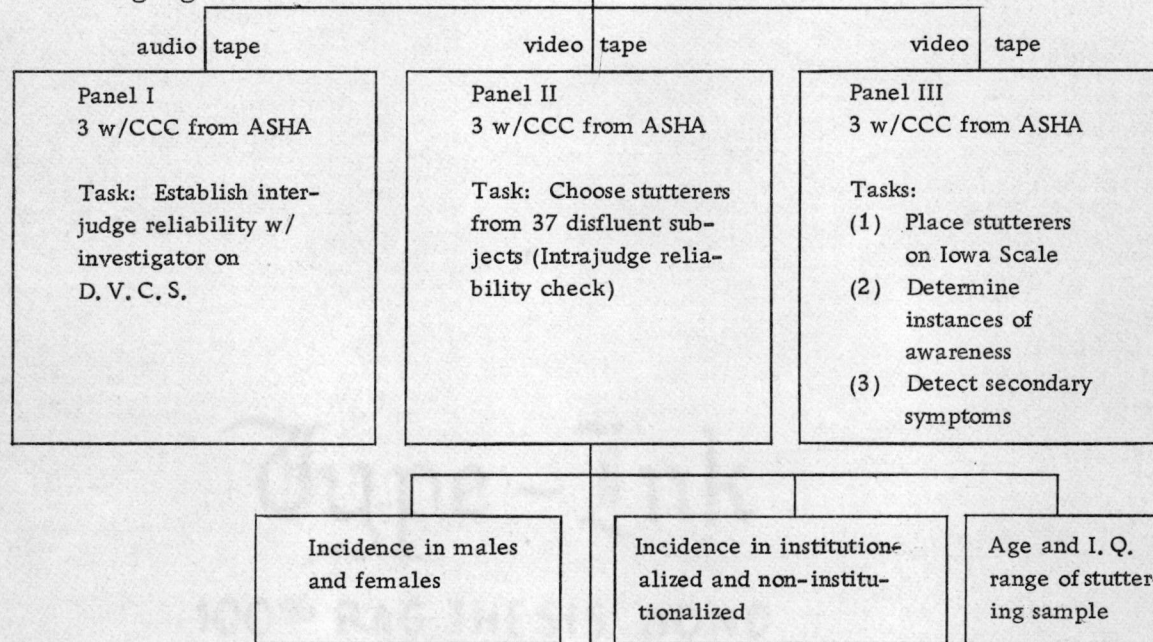 audio tape
video tape
video tape
Panel I
3 w/CCC from ASHA
Task: Establish inter-
judge reliability w/
investigator on
D. V. C. S.
Panel II
3 w/CCC from ASHA
Task: Choose stutterers
from 37 disfluent sub-
jects (Intrajudge relia-
bility check)
Panel III
3 w/CCC from ASHA
Tasks:
(1) Place stutterers
on Iowa Scale
(2) Determine
instances of
awareness
(3) Detect secondary
symptoms
Incidence in males
and females
Incidence in institution-
alized and non-institu-
tionalized
Age and I. Q.
range of stutter-
ing sample